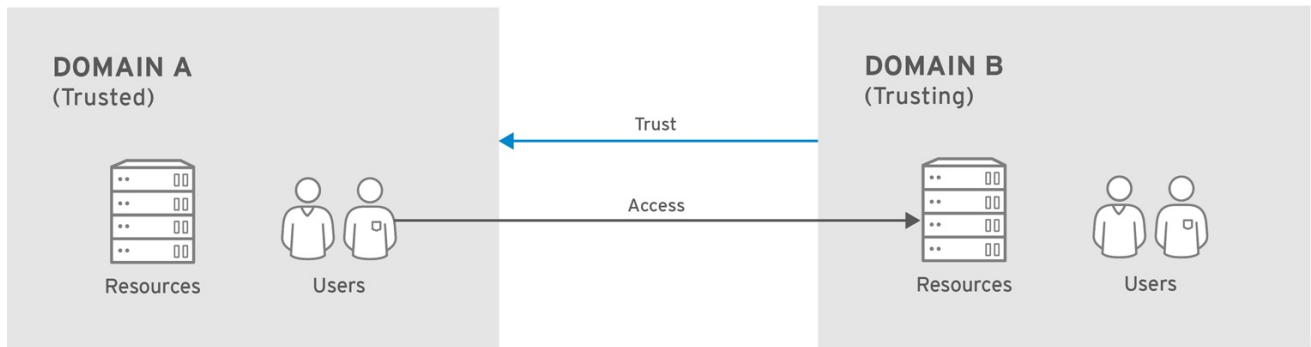 DOMAIN A
(Trusted)
Resources
Users
Trust
Access
DOMAIN B
(Trusting)
Resources
Users